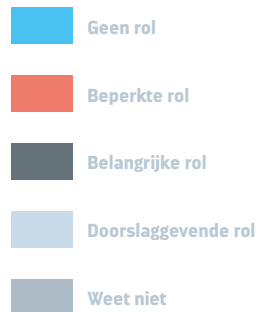 Geen rol
Beperkte rol
Belangrijke rol
Doorslaggevende rol
Weet niet